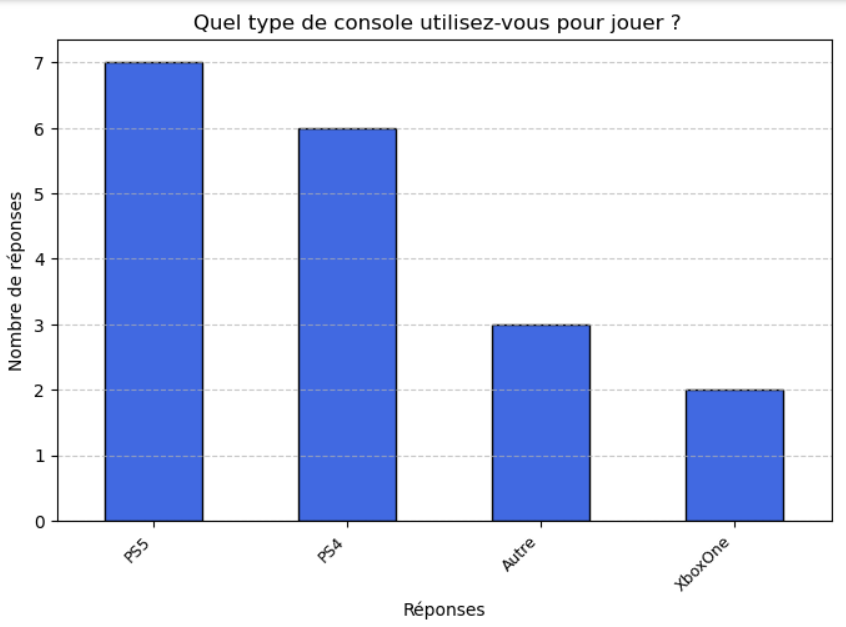 Quel type de console utilisez-vous pour jouer ?
Nombre de réponses
7
6
5
4
3
2
1
0
PS5
PS4
Autre
XboxOne
Réponses